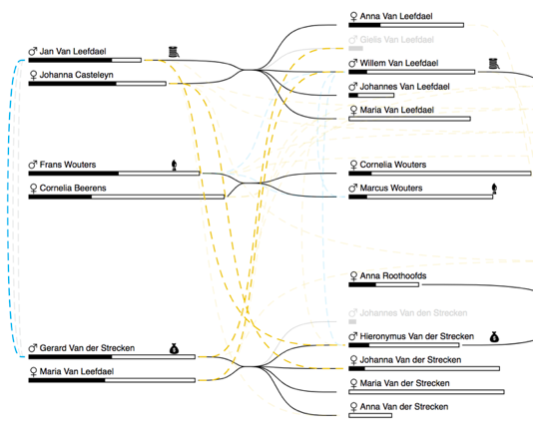 ♀ Anna Van Leefdael
♂ Giels Van Leefdael
♂ Jan Van Leefdael
♂ Willem Van Leefdael
♀ Johanna Casteleyn
♂ Johannes Van Leefdael
♀ Maria Van Leefdael
♂ Frans Wouters
♀ Cornelia Wouters
♀ Cornelia Beerens
♂ Marcus Wouters
♀ Anna Roothoofds
♂ Johannes Van den Strecken
♂ Gerard Van der Strecken
♂ Hieronymus Van der Strecken
♀ Maria Van Leefdael
♀ Johanna Van der Strecken
♀ Maria Van der Strecken
♀ Anna Van der Strecken